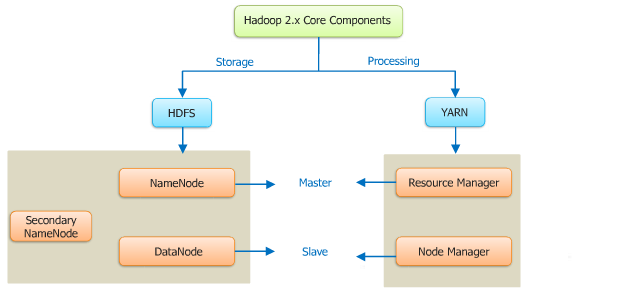 Hadoop 2.x Core Components
Storage
Processing
HDFS
YARN
NameNode
Master
Resource Manager
Secondary
NameNode
DataNode
Slave
Node Manager